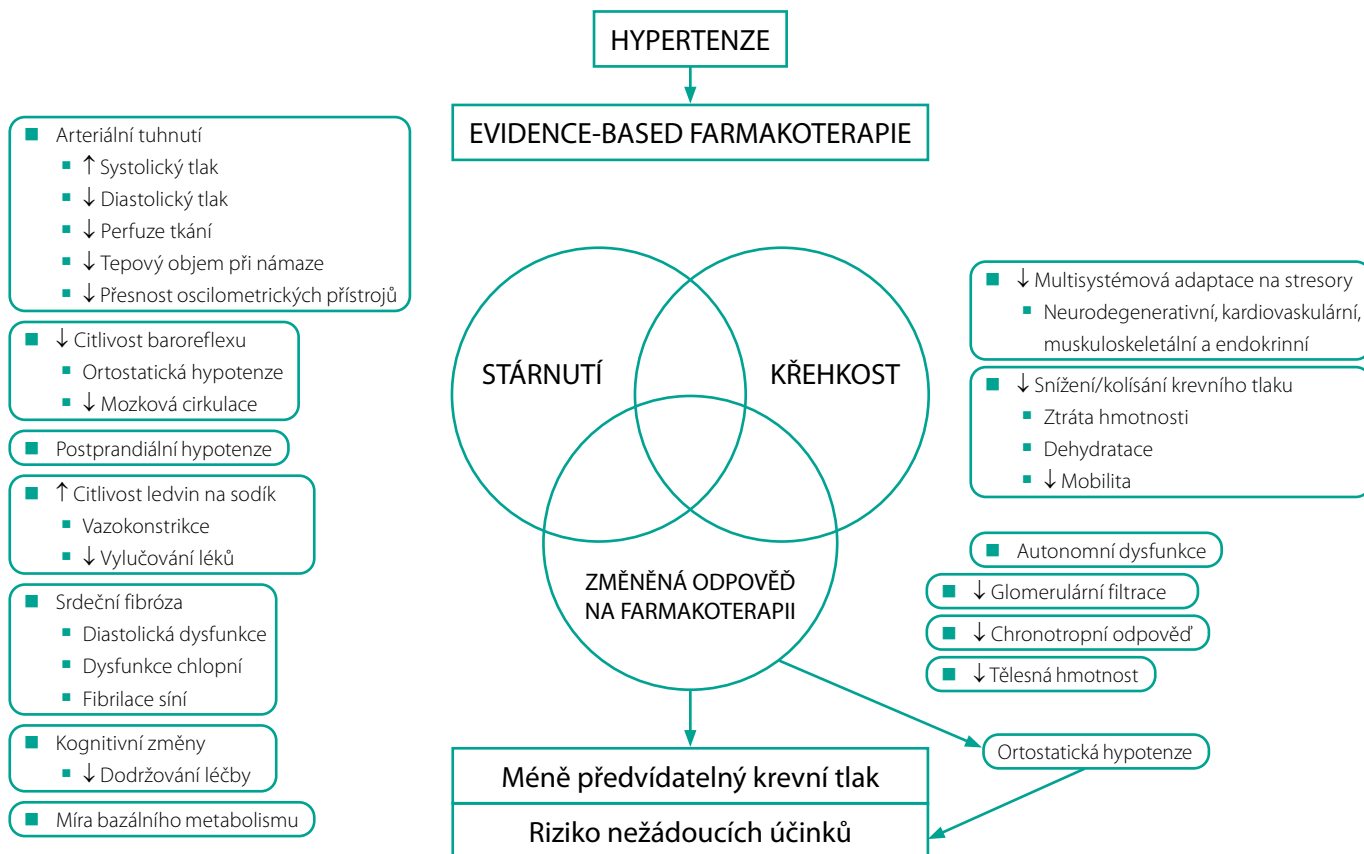 HYPERTENZE
EVIDENCE-BASED FARMAKOTERAPIE
Arteriální tuhnutí
↑ Systolický tlak
↓ Diastolický tlak
↓ Perfuze tkání
↓ Tepový objem při námaze
↓ Přesnost oscilometrických přístrojů
↓ Citlivost baroreflexu
Ortostatická hypotenze
↓ Mozková cirkulace
Postprandiální hypotenze
↑ Citlivost ledvin na sodík
Vazokonstrikce
↓ Vylučování léků
Srdeční fibróza
Diastolická dysfunkce
Dysfunkce chlopní
Fibrilace síní
Kognitivní změny
↓ Dodržování léčby
Míra bazálního metabolismu
STÁRNUTÍ
KŘEHKOST
ZMĚNĚNÁ ODPOVĚĎ
NA FARMAKOTERAPII
↓ Multisystémová adaptace na stresory
Neurodegenerativní, kardiovaskulární,
muskuloskeletální a endokrinní
↓ Snížení/kolísání krevního tlaku
Ztráta hmotnosti
Dehydratace
↓ Mobilita
Autonomní dysfunkce
↓ Glomerulární filtrace
↓ Chronotropní odpověď
↓ Tělesná hmotnost
Ortostatická hypotenze
Méně předvídatelný krevní tlak
Riziko nežádoucích účinků